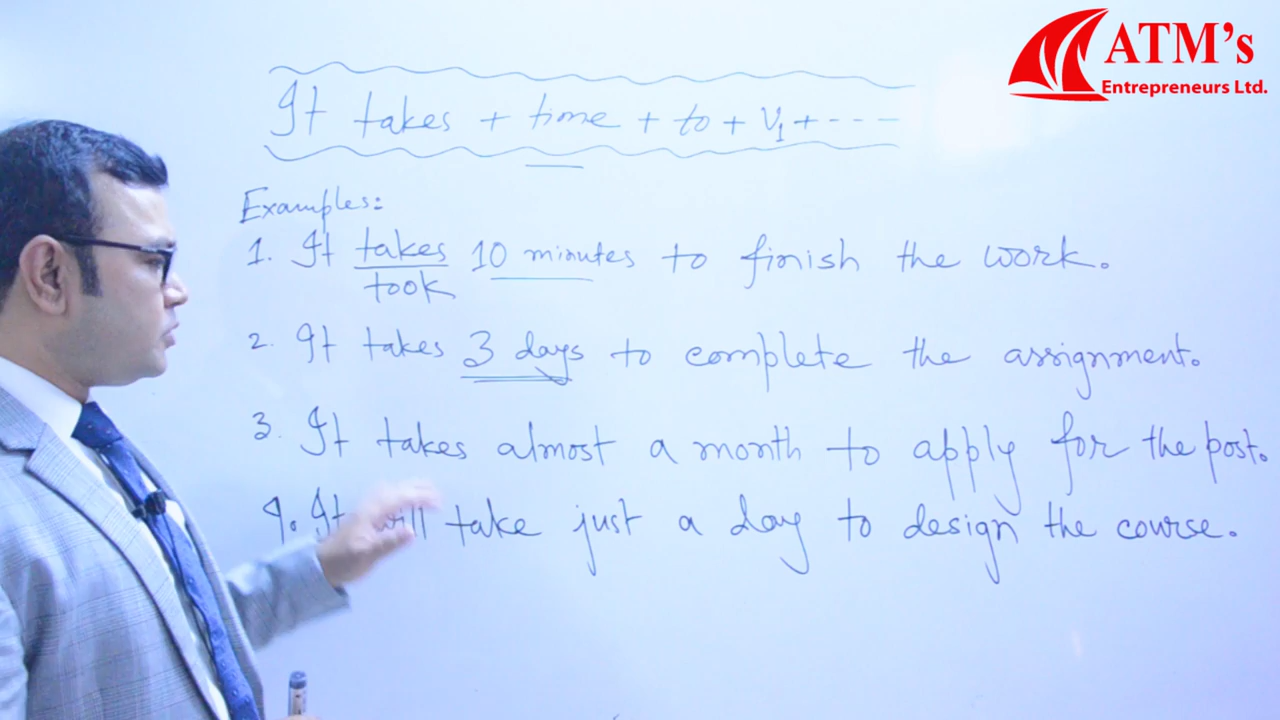 ATM's
Entrepreneurs Ltd.
It takes + time + to + V1 + ----
Examples:
1. It takes 10 minutes to finish the work.
took
2. It takes 3 days to complete the assignment.
3. It takes almost a month to apply for the post.
4. It will take just a day to design the course.